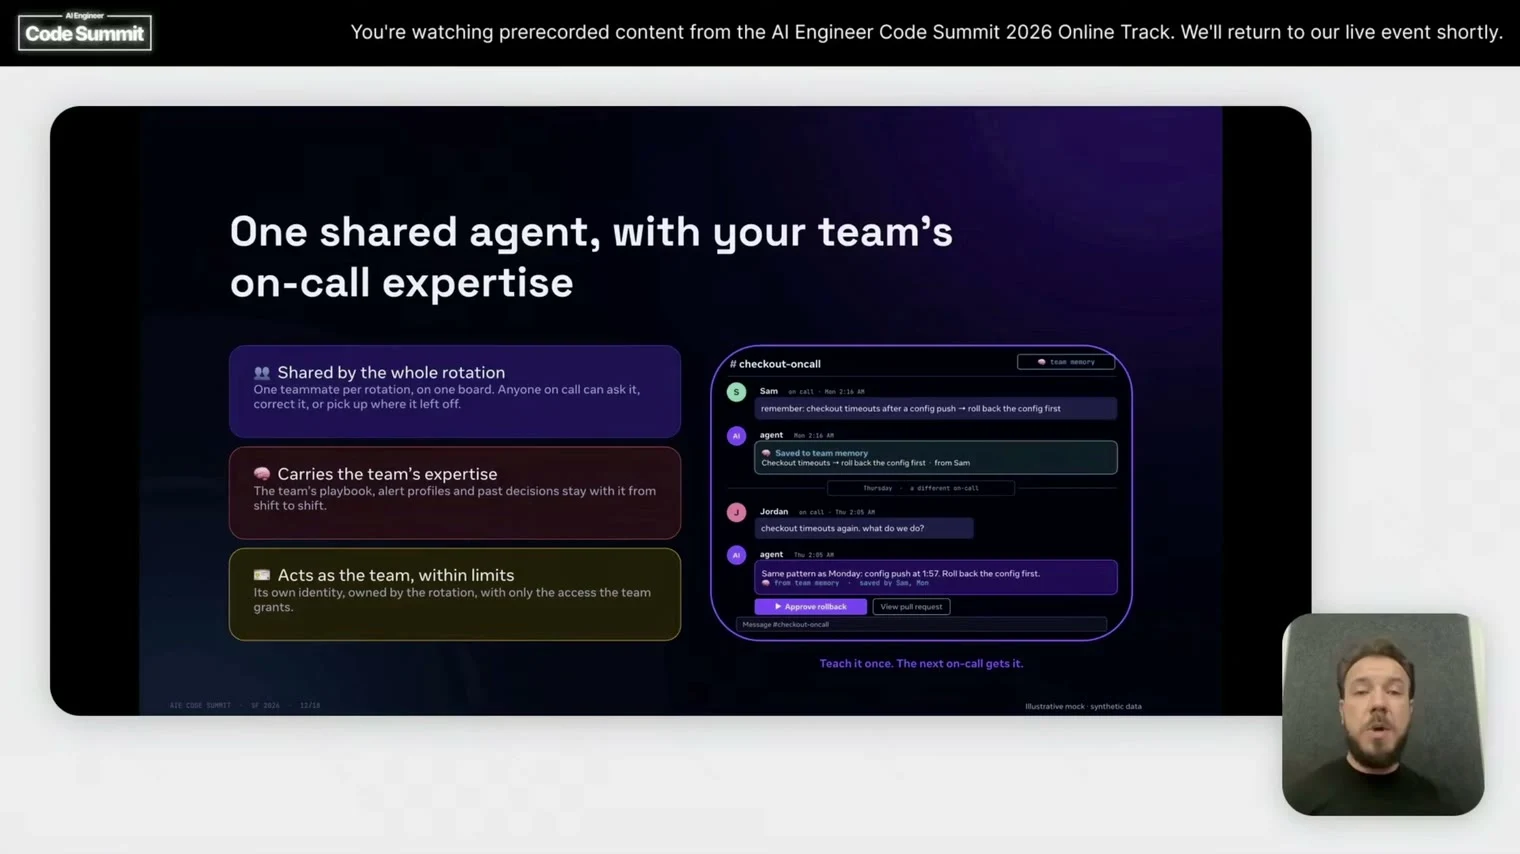 AI Engineer
Code Summit
You're watching prerecorded content from the AI Engineer Code Summit 2026 Online Track. We'll return to our live event shortly.
One shared agent, with your team's
on-call expertise
Shared by the whole rotation
One teammate per rotation, on one board. Anyone on call can ask it,
correct it, or pick up where it left off.
Carries the team's expertise
The team's playbook, alert profiles and past decisions stay with it from
shift to shift.
Acts as the team, within limits
Its own identity, owned by the rotation, with only the access the team
grants.
# checkout-oncall
team memory
S
Sam on call · Mon 2:16 AM
remember: checkout timeouts after a config push → roll back the config first
AI
agent Mon 2:16 AM
Saved to team memory
Checkout timeouts → roll back the config first · from Sam
Thursday · a different on-call
J
Jordan on call · Thu 2:05 AM
checkout timeouts again. what do we do?
AI
agent Thu 2:05 AM
Same pattern as Monday: config push at 1:57. Roll back the config first.
from team memory · saved by Sam, Mon
▶ Approve rollback
View pull request
Message #checkout-oncall
Teach it once. The next on-call gets it.
AIE CODE SUMMIT · SF 2026 · 12/18
Illustrative mock · synthetic data